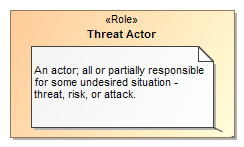 «Role»
Threat Actor
An actor; all or partially responsible
for some undesired situation -
threat, risk, or attack.